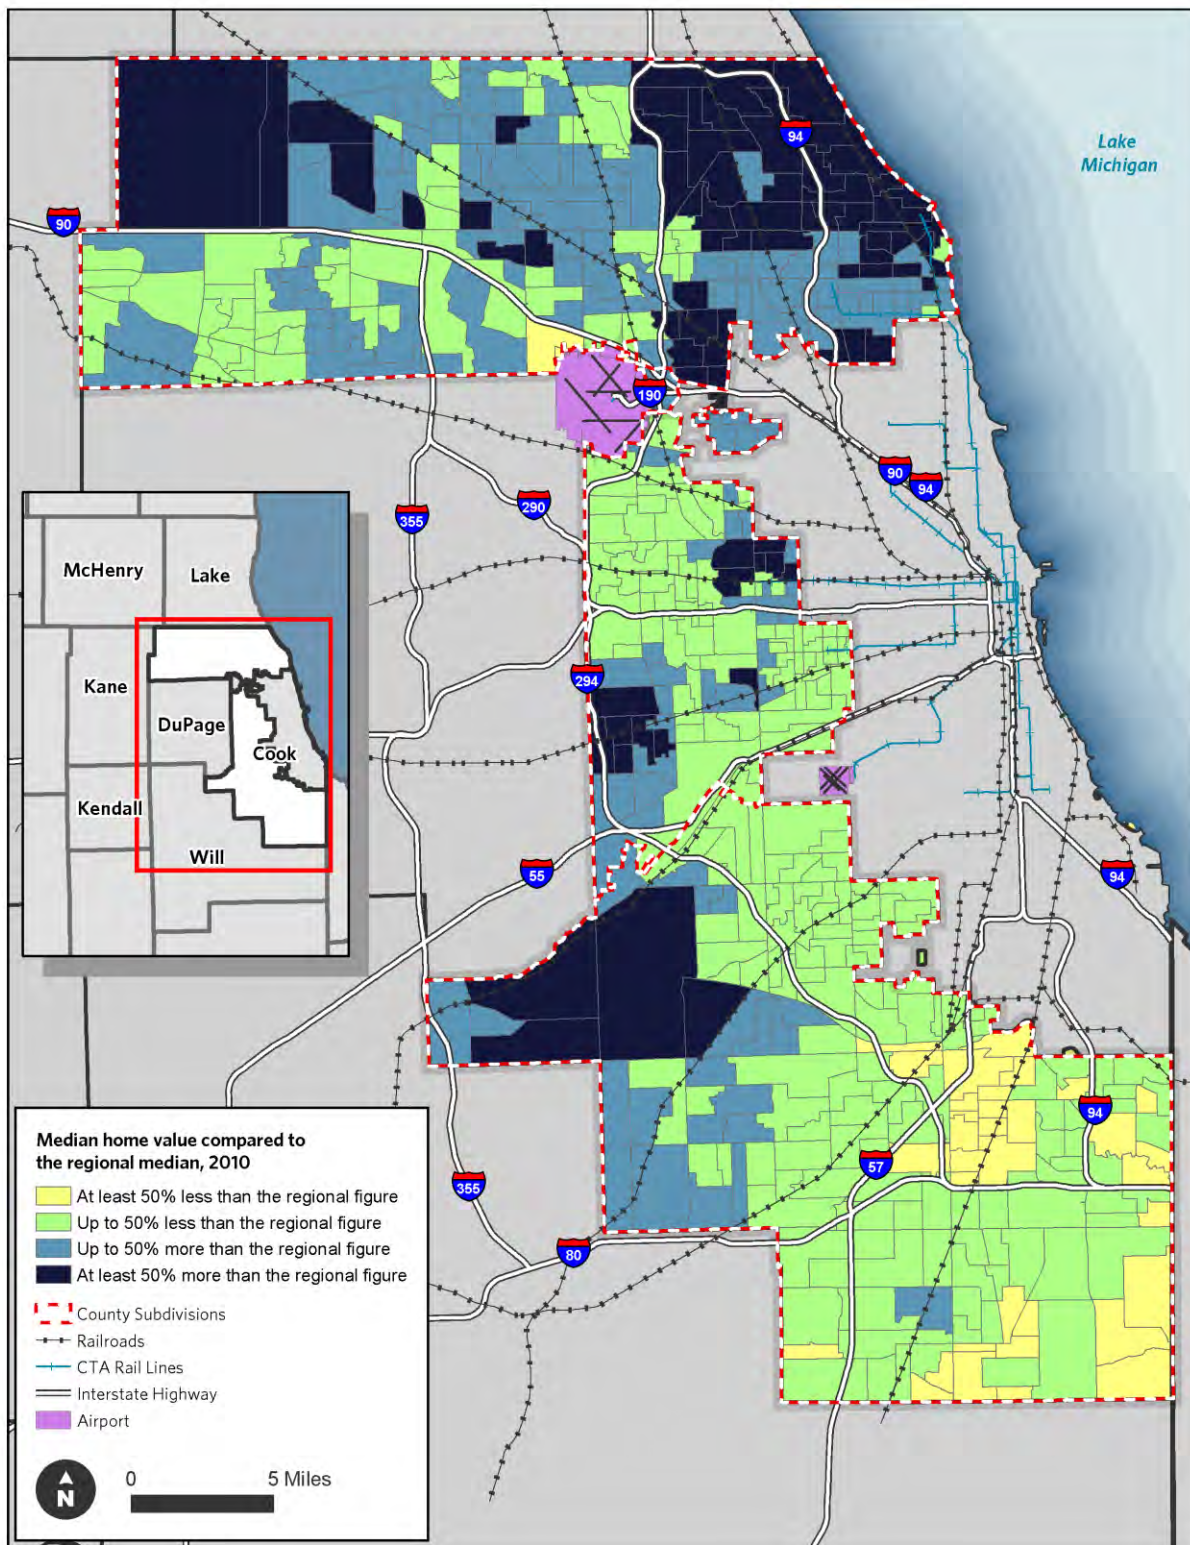 Lake
Michigan
94
90
190
90
94
290
355
McHenry
Lake
Kane
DuPage
Cook
Kendall
Will
294
55
94
94
57
355
80
Median home value compared to
the regional median, 2010
At least 50% less than the regional figure
Up to 50% less than the regional figure
Up to 50% more than the regional figure
At least 50% more than the regional figure
County Subdivisions
Railroads
CTA Rail Lines
Interstate Highway
Airport
N
0 5 Miles